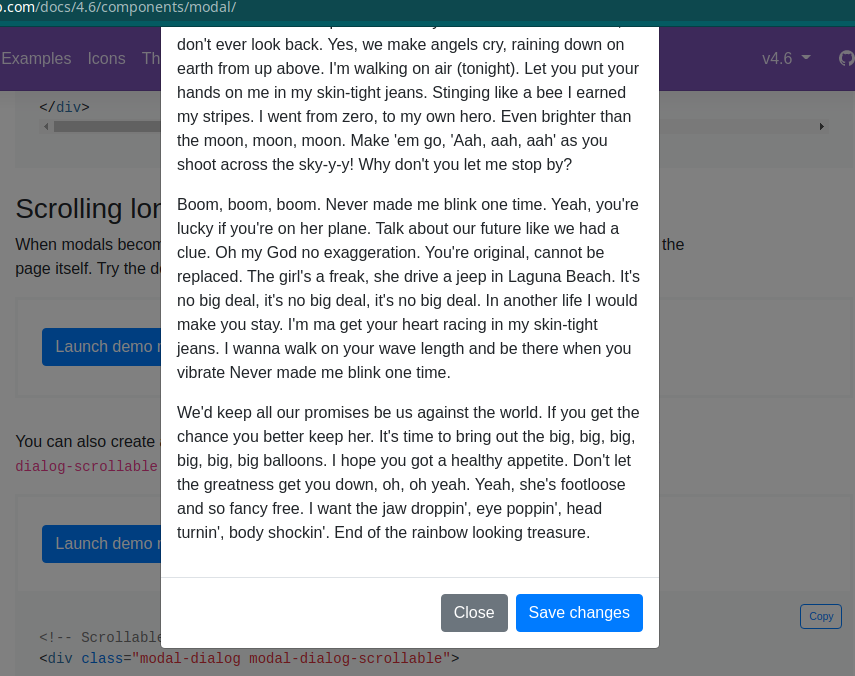 .com/docs/4.6/components/modal/
Examples Icons Th
v4.6
</div>
Scrolling lon
When modals becom
the
page itself. Try the de
Launch demo m
You can also create a
dialog-scrollable
Launch demo m
Copy
<!-- Scrollable
<div class="modal-dialog modal-dialog-scrollable">
don't ever look back. Yes, we make angels cry, raining down on
earth from up above. I'm walking on air (tonight). Let you put your
hands on me in my skin-tight jeans. Stinging like a bee I earned
my stripes. I went from zero, to my own hero. Even brighter than
the moon, moon, moon. Make 'em go, 'Aah, aah, aah' as you
shoot across the sky-y-y! Why don't you let me stop by?
Boom, boom, boom. Never made me blink one time. Yeah, you're
lucky if you're on her plane. Talk about our future like we had a
clue. Oh my God no exaggeration. You're original, cannot be
replaced. The girl's a freak, she drive a jeep in Laguna Beach. It's
no big deal, it's no big deal, it's no big deal. In another life I would
make you stay. I'm ma get your heart racing in my skin-tight
jeans. I wanna walk on your wave length and be there when you
vibrate Never made me blink one time.
We'd keep all our promises be us against the world. If you get the
chance you better keep her. It's time to bring out the big, big, big,
big, big, big balloons. I hope you got a healthy appetite. Don't let
the greatness get you down, oh, oh yeah. Yeah, she's footloose
and so fancy free. I want the jaw droppin', eye poppin', head
turnin', body shockin'. End of the rainbow looking treasure.
Close
Save changes